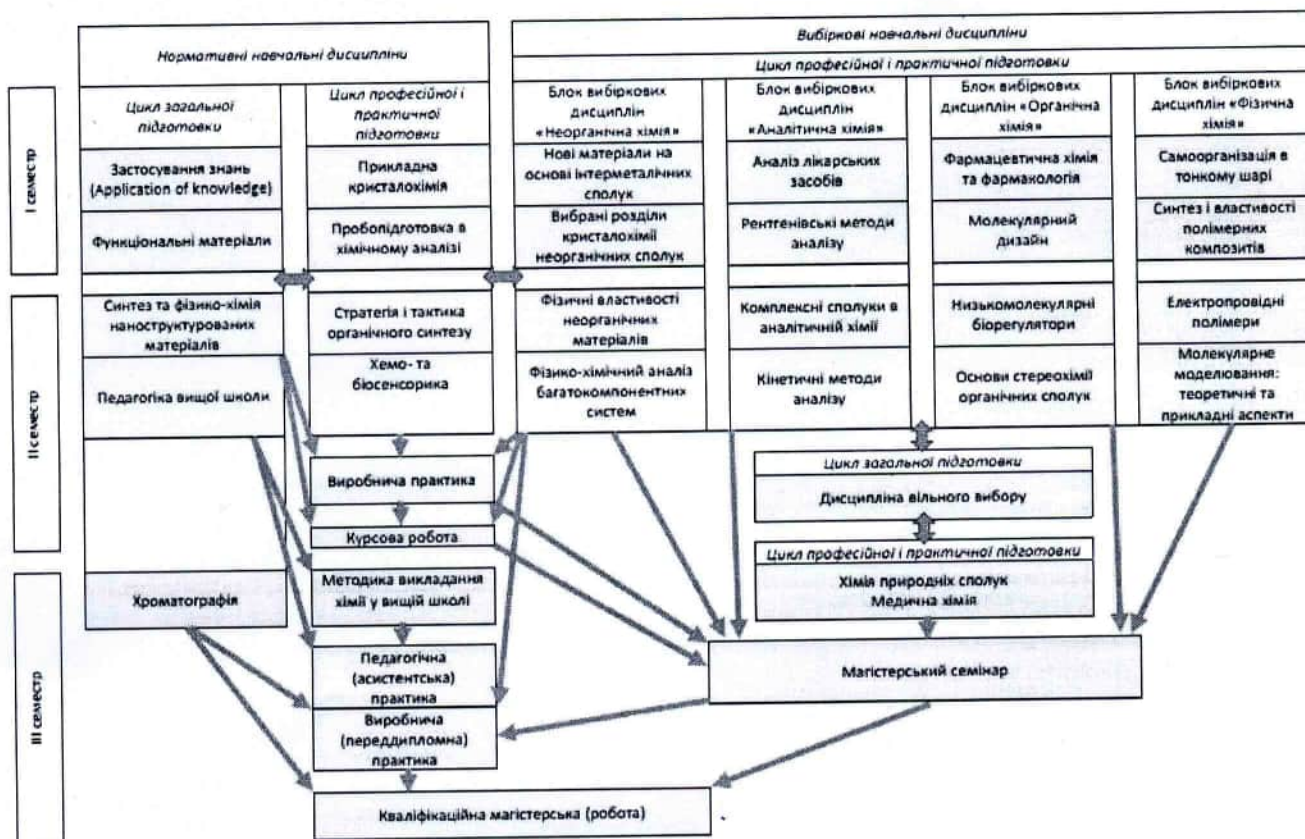 Нормативні навчальні дисципліни
Вибіркові навчальні дисципліни
Цикл професійної і практичної підготовки
І семестр
Цикл загальної
підготовки
Цикл професійної і
практичної
підготовки
Блок вибіркових
дисциплін
«Неорганічна хімія»
Блок вибіркових
дисциплін
«Аналітична хімія»
Блок вибіркових
дисциплін «Органічна
хімія»
Блок вибіркових
дисциплін «Фізична
хімія»
Застосування знань
(Application of knowledge)
Прикладна
кристалохімія
Нові матеріали на
основі інтерметалічних
сполук
Аналіз лікарських
засобів
Фармацевтична хімія
та фармакологія
Самоорганізація в
тонкому шарі
Функціональні матеріали
Пробопідготовка в
хімічному аналізі
Вибрані розділи
кристалохімії
неорганічних сполук
Рентгенівські методи
аналізу
Молекулярний
дизайн
Синтез і властивості
полімерних
композитів
ІІ семестр
Синтез та фізико-хімія
наноструктурованих
матеріалів
Стратегія і тактика
органічного синтезу
Фізичні властивості
неорганічних
матеріалів
Комплексні сполуки в
аналітичній хімії
Низькомолекулярні
біорегулятори
Електропровідні
полімери
Педагогіка вищої школи
Хемо- та
біосенсорика
Фізико-хімічний аналіз
багатокомпонентних
систем
Кінетичні методи
аналізу
Основи стереохімії
органічних сполук
Молекулярне
моделювання:
теоретичні та
прикладні аспекти
Виробнича практика
Цикл загальної підготовки
Дисципліна вільного вибору
Курсова робота
Цикл професійної і практичної підготовки
Хімія природніх сполук
Медична хімія
ІІІ семестр
Хроматографія
Методика викладання
хімії у вищій школі
Педагогічна
(асистентська)
практика
Магістерський семінар
Виробнича
(переддипломна)
практика
Кваліфікаційна магістерська (робота)